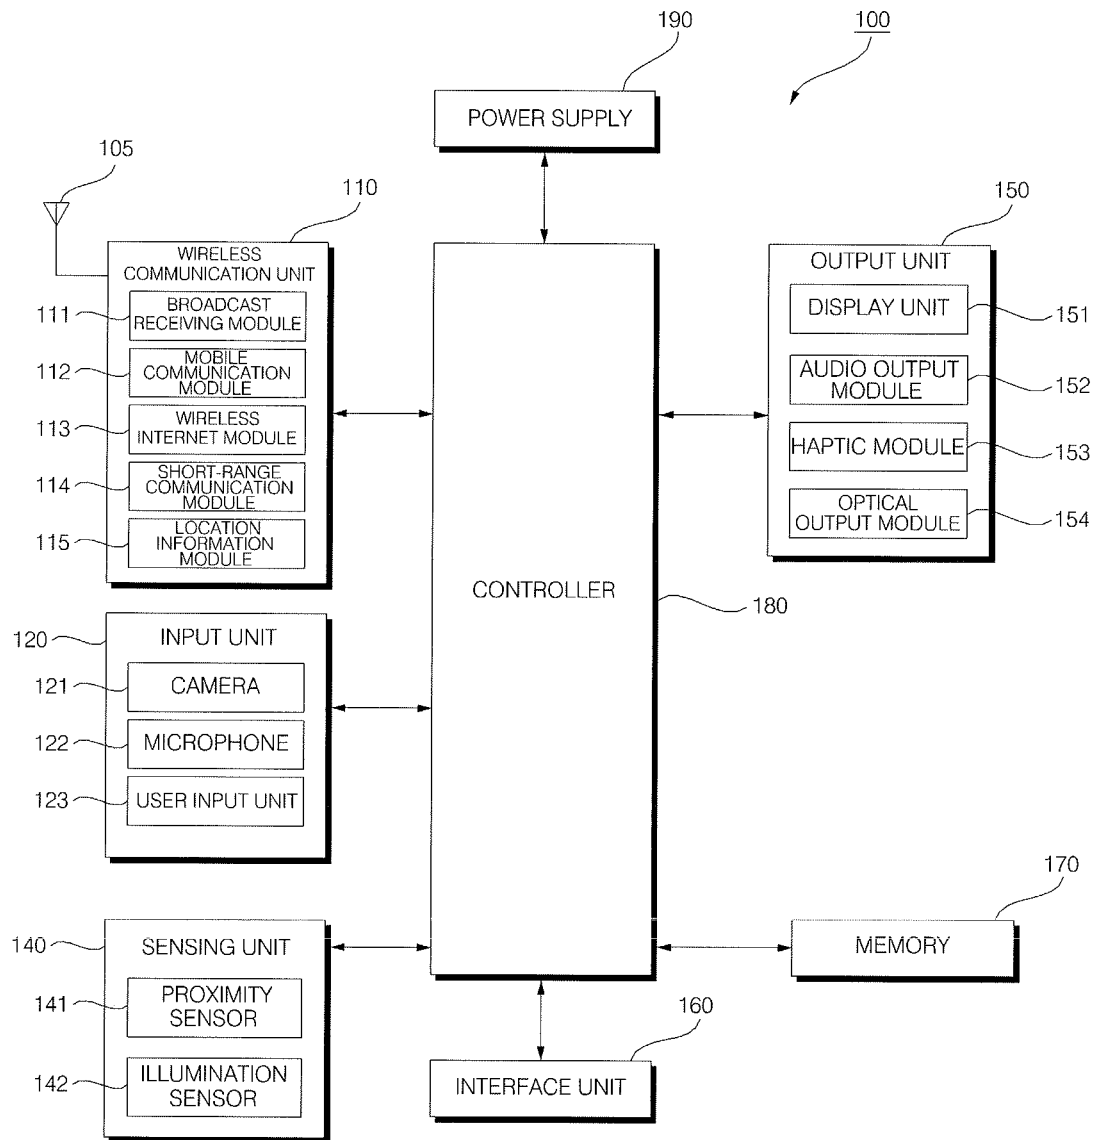 190
100
POWER SUPPLY
105
110
150
WIRELESS
COMMUNICATION UNIT
111
BROADCAST
RECEIVING MODULE
112
MOBILE
COMMUNICATION
MODULE
113
WIRELESS
INTERNET MODULE
114
SHORT-RANGE
COMMUNICATION
MODULE
115
LOCATION
INFORMATION
MODULE
OUTPUT UNIT
DISPLAY UNIT
151
AUDIO OUTPUT
MODULE
152
HAPTIC MODULE
153
OPTICAL
OUTPUT MODULE
154
CONTROLLER
180
120
INPUT UNIT
121
CAMERA
122
MICROPHONE
123
USER INPUT UNIT
170
MEMORY
140
SENSING UNIT
141
PROXIMITY
SENSOR
142
ILLUMINATION
SENSOR
160
INTERFACE UNIT